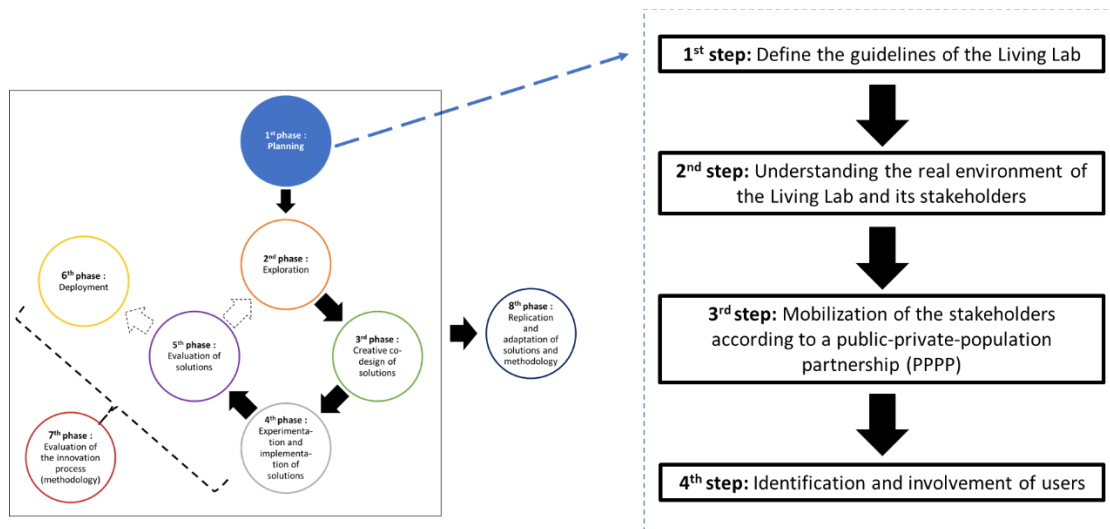 1st phase :
Planning
2nd phase :
Exploration
3rd phase :
Creative co-
design of
solutions
4th phase :
Experimenta-
tion and
implementa-
tion of
solutions
5th phase :
Evaluation of
solutions
6th phase :
Deployment
7th phase :
Evaluation of
the innovation
process
(methodology)
8th phase :
Replication
and
adaptation of
solutions and
methodology
1st step: Define the guidelines of the Living Lab
2nd step: Understanding the real environment of
the Living Lab and its stakeholders
3rd step: Mobilization of the stakeholders
according to a public-private-population
partnership (PPPP)
4th step: Identification and involvement of users